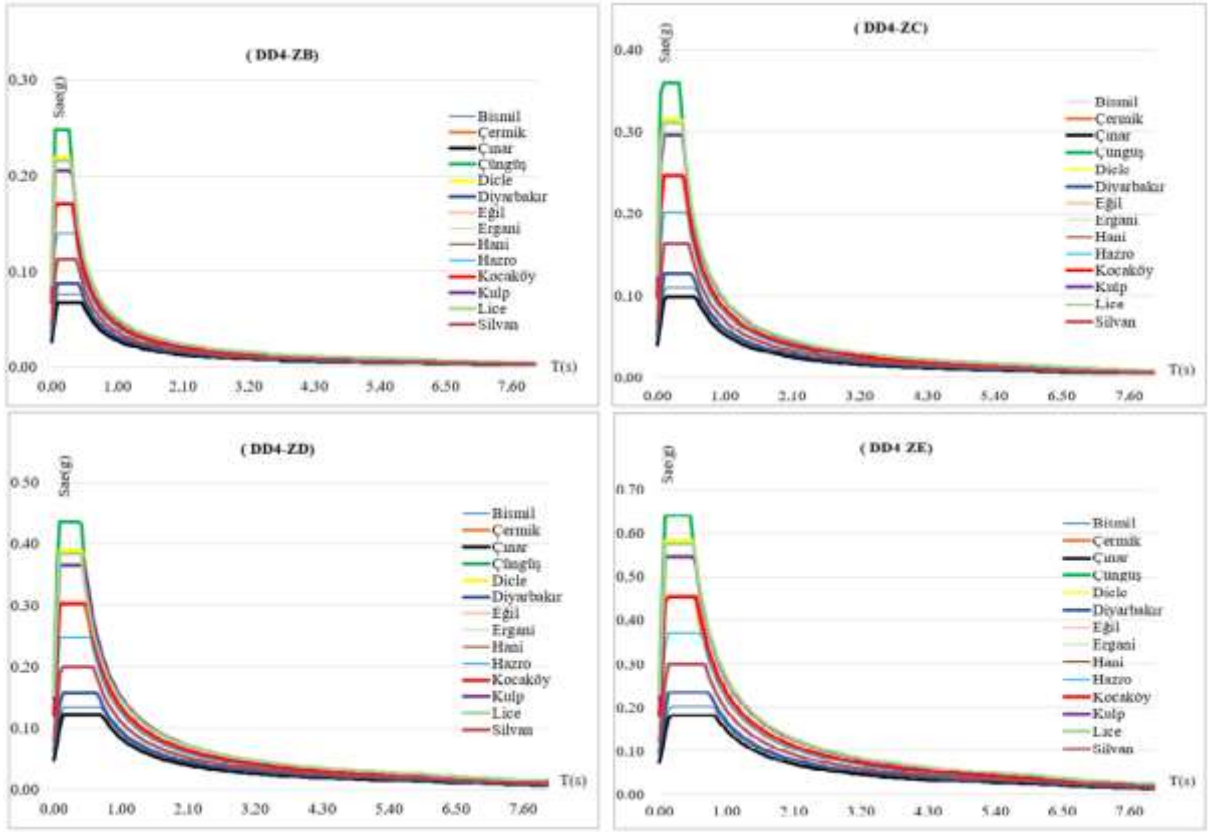 ( DD4-ZB)
Sae(g)
0.30
0.20
0.10
0.00
Bismil
Çermik
Çınar
Çüngüş
Dicle
Diyarbakır
Eğil
Ergani
Hani
Hazro
Kocaköy
Kulp
Lice
Silvan
T(s)
0.00 1.00 2.10 3.20 4.30 5.40 6.50 7.60
( DD4-ZC)
Sae(g)
0.40
0.30
0.20
0.10
0.00
Bismil
Çermik
Çınar
Çüngüş
Dicle
Diyarbakır
Eğil
Ergani
Hani
Hazro
Kocaköy
Kulp
Lice
Silvan
T(s)
0.00 1.00 2.10 3.20 4.30 5.40 6.50 7.60
( DD4-ZD)
Sae(g)
0.50
0.40
0.30
0.20
0.10
0.00
Bismil
Çermik
Çınar
Çüngüş
Dicle
Diyarbakır
Eğil
Ergani
Hani
Hazro
Kocaköy
Kulp
Lice
Silvan
T(s)
0.00 1.00 2.10 3.20 4.30 5.40 6.50 7.60
( DD4 ZE)
Sae(g)
0.70
0.60
0.50
0.40
0.30
0.20
0.10
0.00
Bismil
Çermik
Çınar
Çüngüş
Dicle
Diyarbakır
Eğil
Ergani
Hani
Hazro
Kocaköy
Kulp
Lice
Silvan
T(s)
0.00 1.00 2.10 3.20 4.30 5.40 6.50 7.60